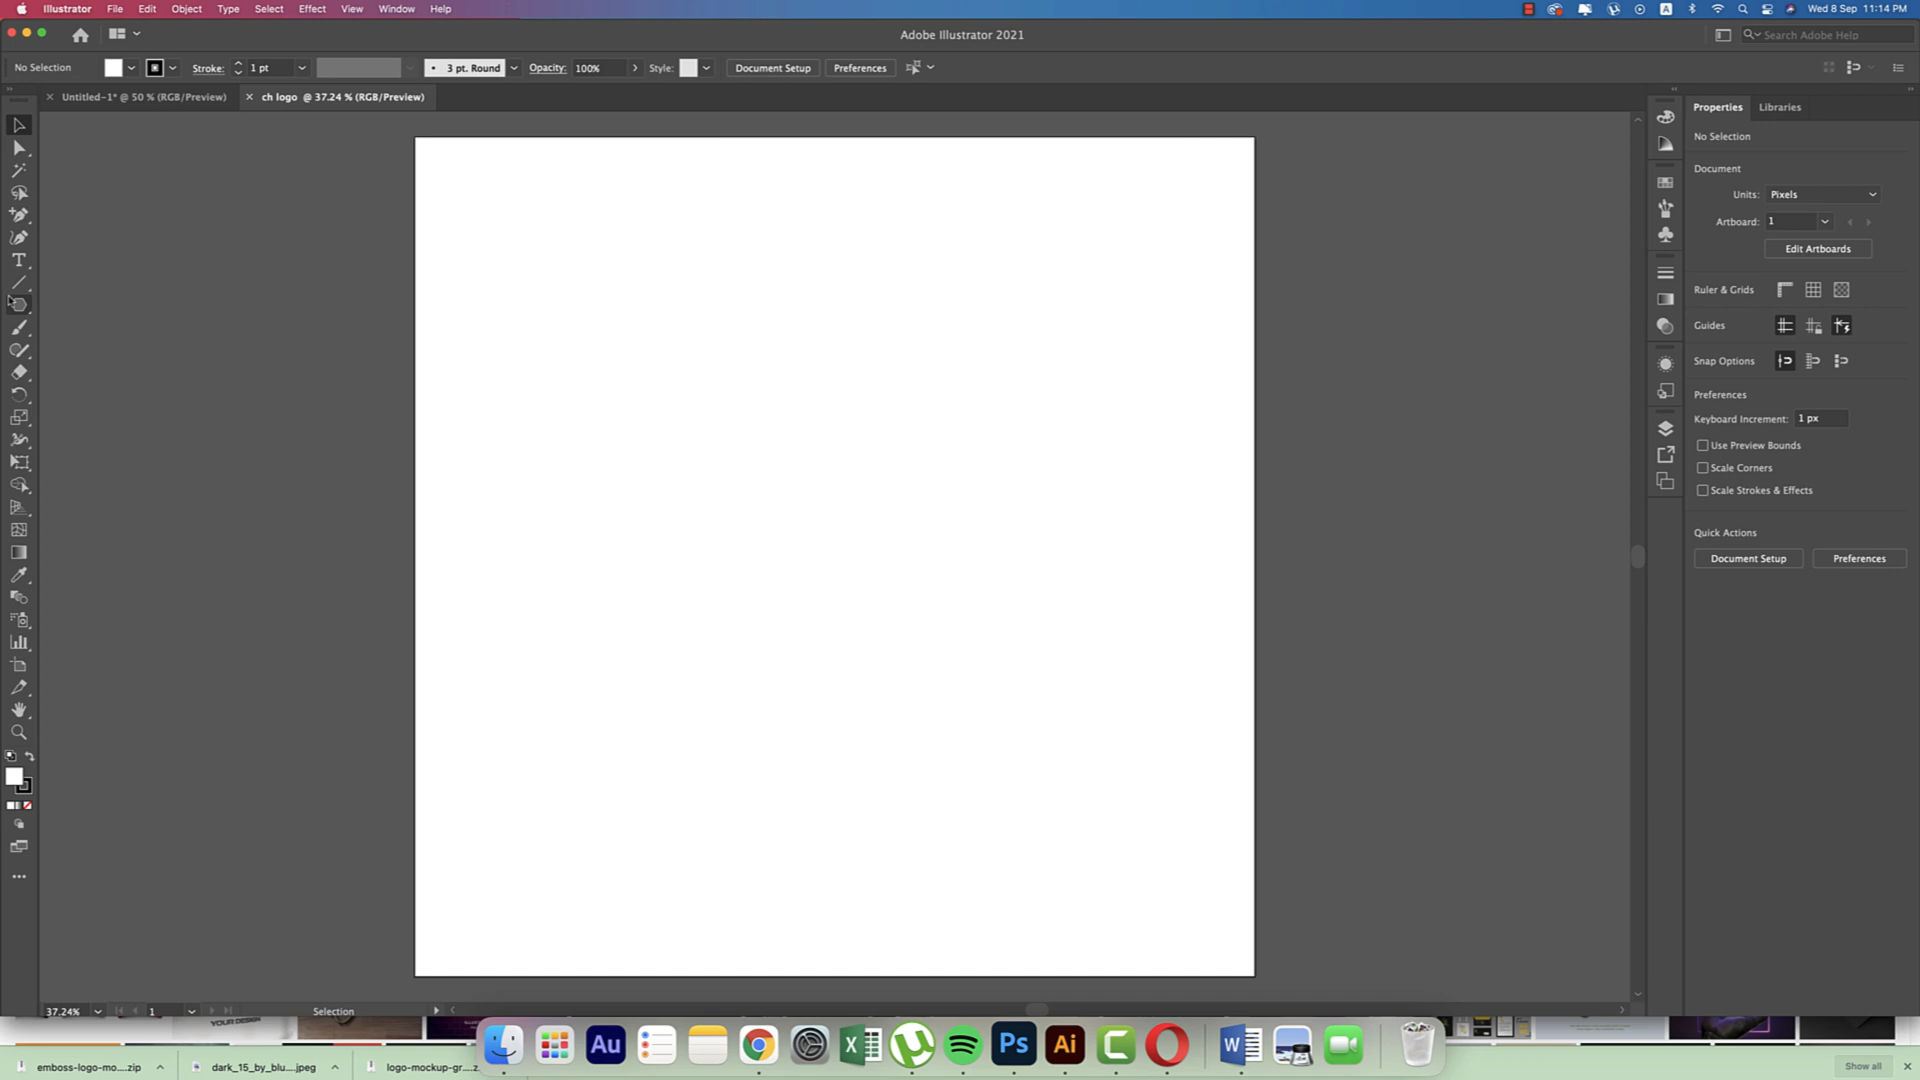 Illustrator File Edit Object Type Select Effect View Window Help
A Wed 8 Sep 11:14 PM
Adobe Illustrator 2021
Search Adobe Help
No Selection Stroke: 1 pt 3 pt. Round Opacity: 100% Style: Document Setup Preferences
Untitled-1* @ 50 % (RGB/Preview) ch logo @ 37.24 % (RGB/Preview)
Properties Libraries
No Selection
Document
Units: Pixels
Artboard: 1
Edit Artboards
Ruler & Grids
Guides
Snap Options
Preferences
Keyboard Increment: 1 px
Use Preview Bounds
Scale Corners
Scale Strokes & Effects
Quick Actions
Document Setup Preferences
T
37.24% 1 Selection
YOUR DESIGN
Au Ps Ai
emboss-logo-mo....zip dark_15_by_blu....jpeg logo-mockup-gr....z Show all